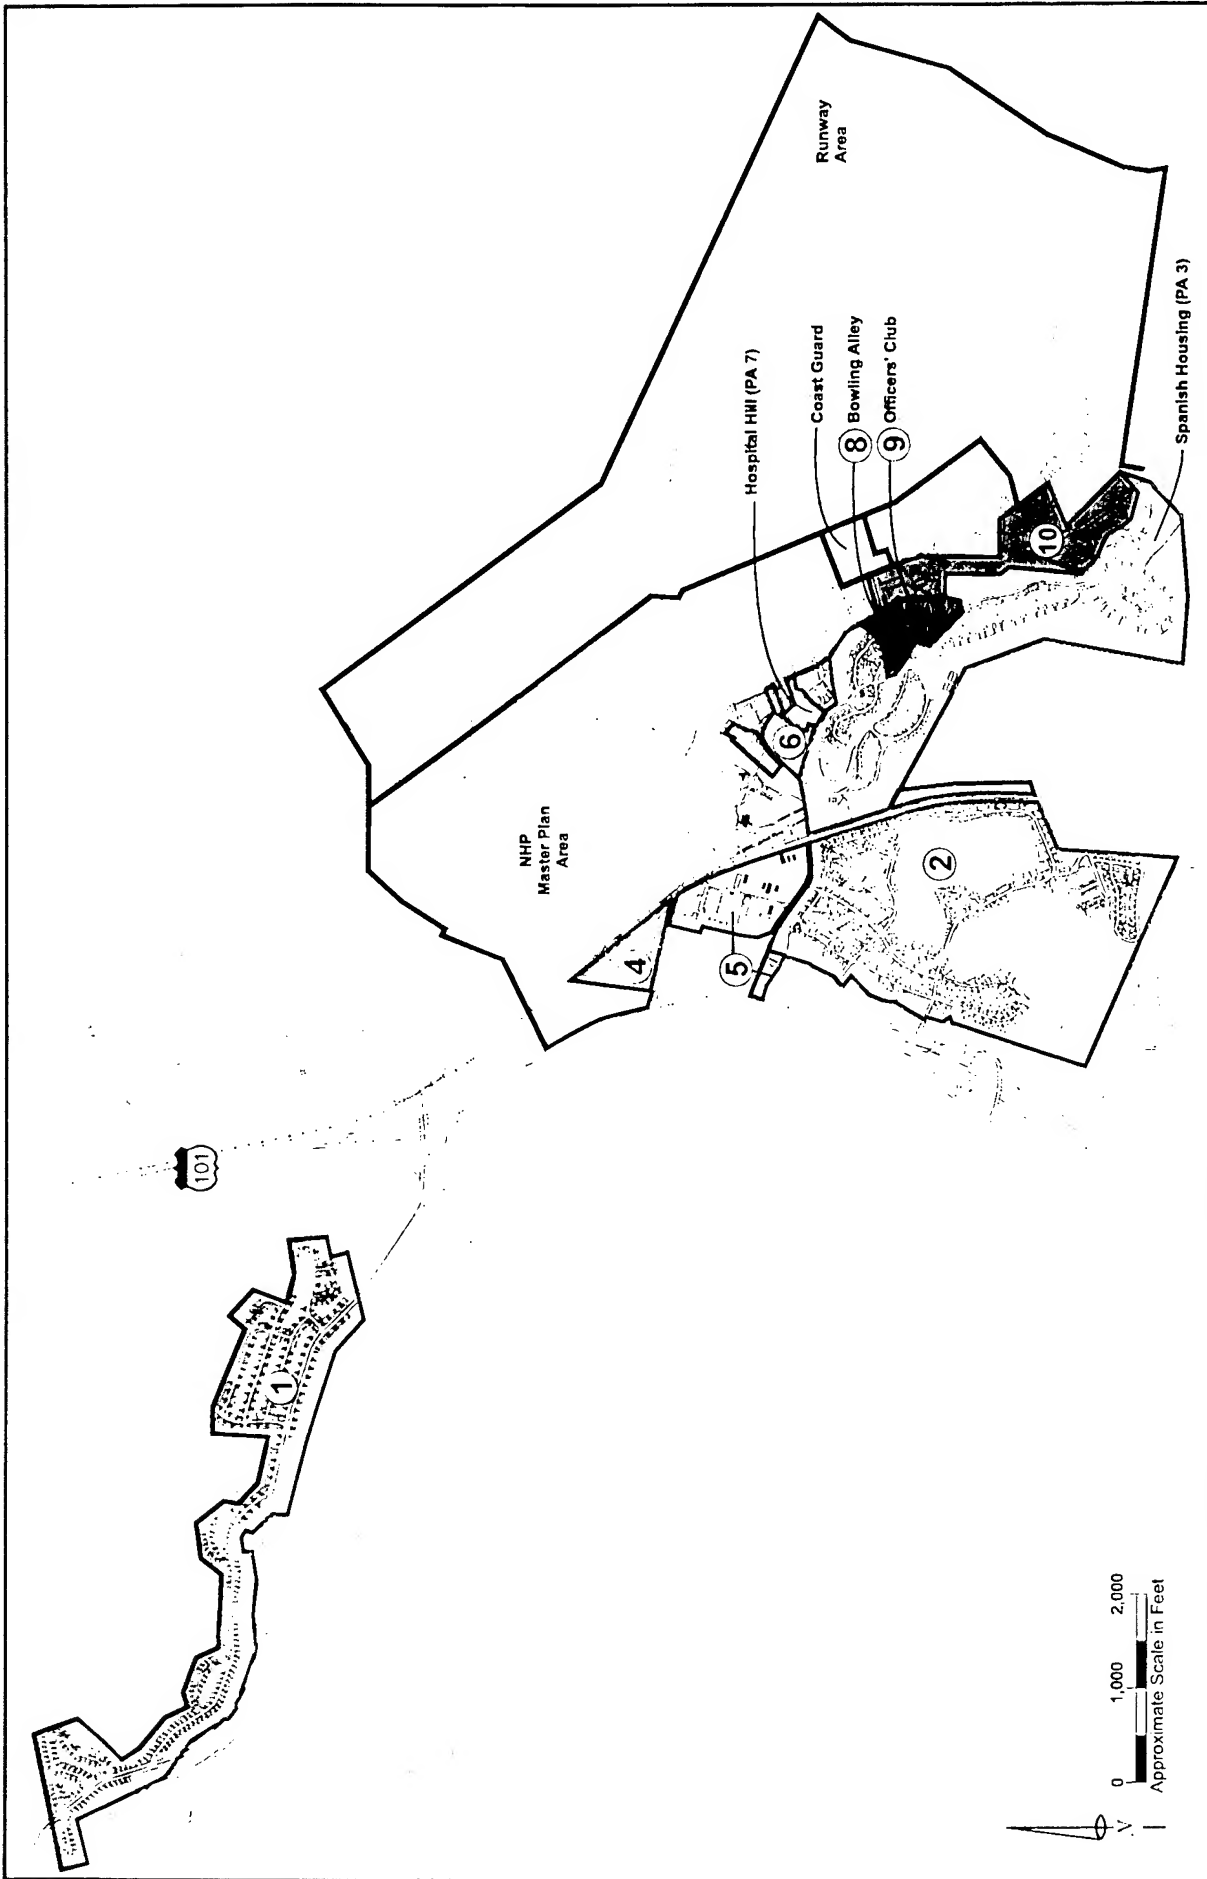 101
1
NHP
Master Plan
Area
Runway
Area
4
5
2
6
Hospital HMI (PA 7)
Coast Guard
8 Bowling Alley
9 Officers' Club
10
Spanish Housing (PA 3)
N
0 1,000 2,000
Approximate Scale in Feet